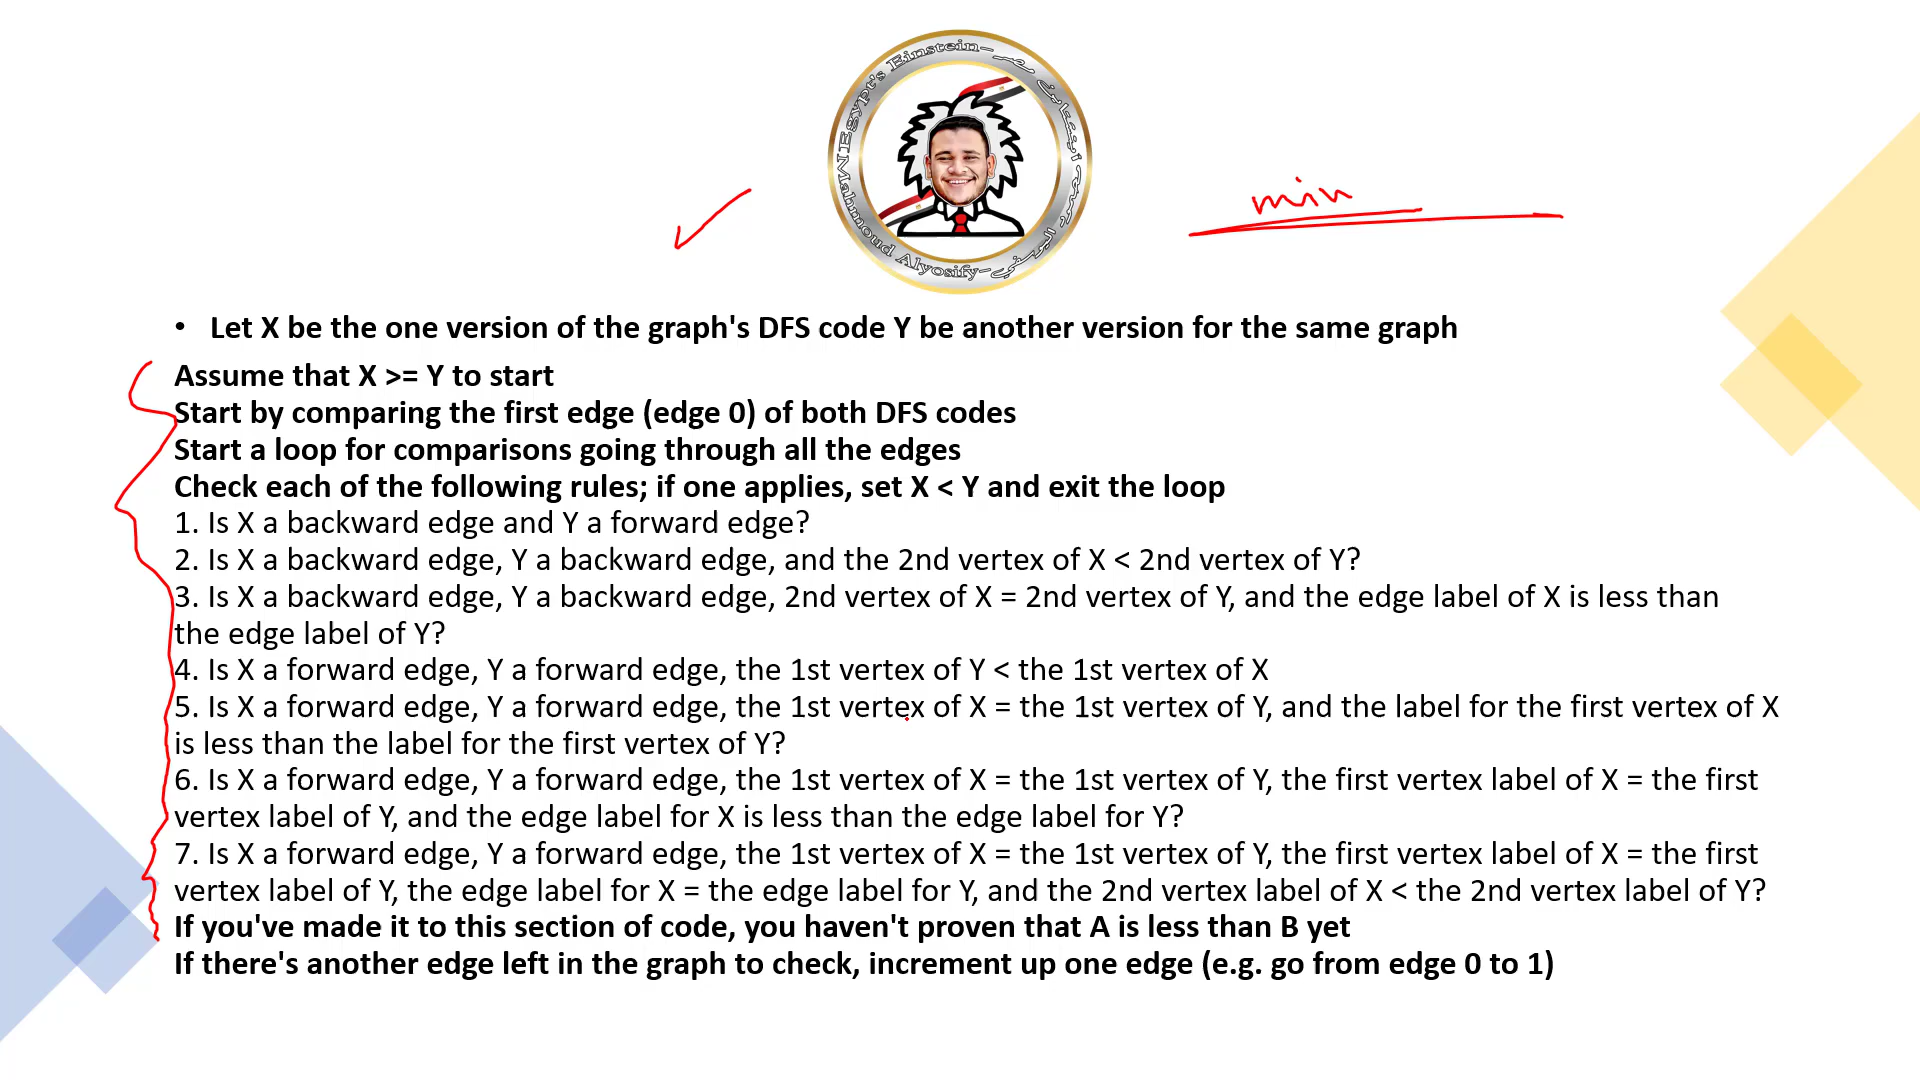 Egypt's Einstein
Mahmoud Alyosify
min
• Let X be the one version of the graph's DFS code Y be another version for the same graph
Assume that X >= Y to start
Start by comparing the first edge (edge 0) of both DFS codes
Start a loop for comparisons going through all the edges
Check each of the following rules; if one applies, set X < Y and exit the loop
1. Is X a backward edge and Y a forward edge?
2. Is X a backward edge, Y a backward edge, and the 2nd vertex of X < 2nd vertex of Y?
3. Is X a backward edge, Y a backward edge, 2nd vertex of X = 2nd vertex of Y, and the edge label of X is less than
the edge label of Y?
4. Is X a forward edge, Y a forward edge, the 1st vertex of Y < the 1st vertex of X
5. Is X a forward edge, Y a forward edge, the 1st vertex of X = the 1st vertex of Y, and the label for the first vertex of X
is less than the label for the first vertex of Y?
6. Is X a forward edge, Y a forward edge, the 1st vertex of X = the 1st vertex of Y, the first vertex label of X = the first
vertex label of Y, and the edge label for X is less than the edge label for Y?
7. Is X a forward edge, Y a forward edge, the 1st vertex of X = the 1st vertex of Y, the first vertex label of X = the first
vertex label of Y, the edge label for X = the edge label for Y, and the 2nd vertex label of X < the 2nd vertex label of Y?
If you've made it to this section of code, you haven't proven that A is less than B yet
If there's another edge left in the graph to check, increment up one edge (e.g. go from edge 0 to 1)